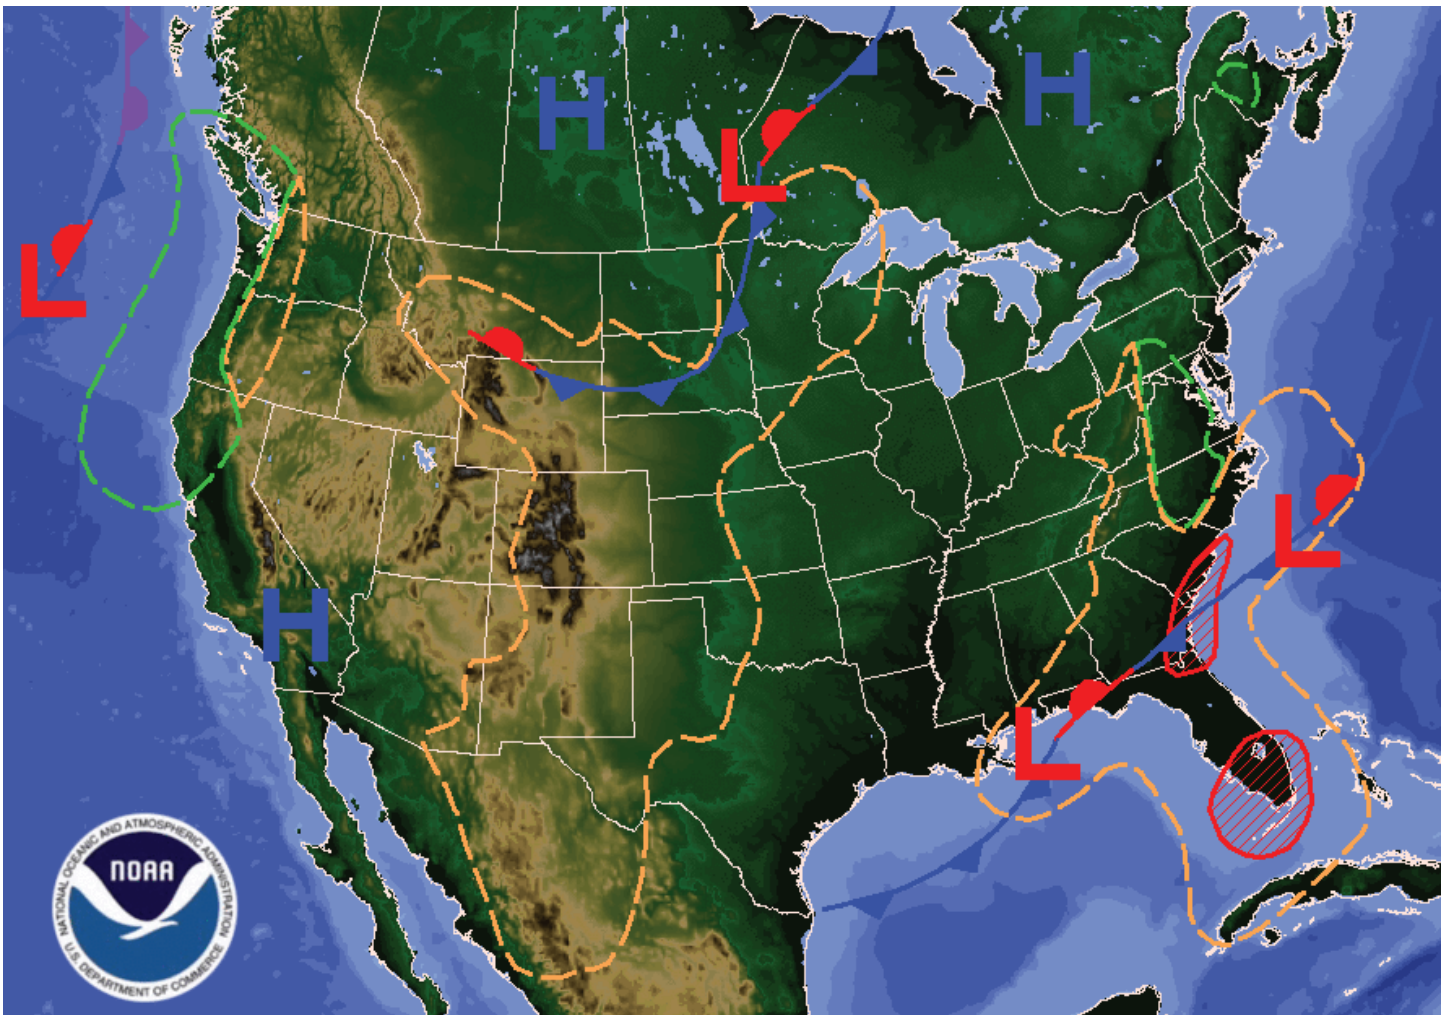 H
H
L
L
L
H
L
NATIONAL OCEANIC AND ATMOSPHERIC ADMINISTRATION
NOAA
U.S. DEPARTMENT OF COMMERCE